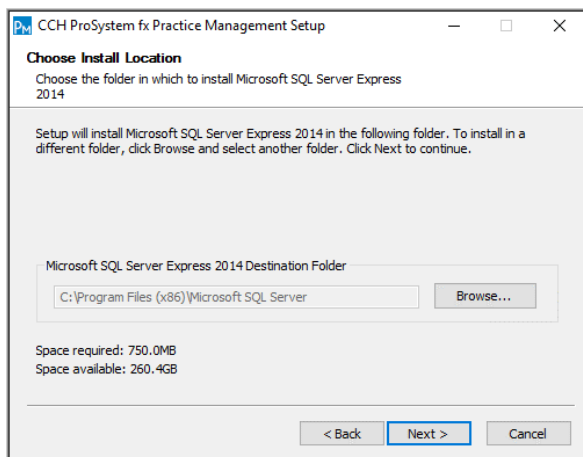 PM CCH ProSystem fx Practice Management Setup
Choose Install Location
Choose the folder in which to install Microsoft SQL Server Express
2014
Setup will install Microsoft SQL Server Express 2014 in the following folder. To install in a
different folder, click Browse and select another folder. Click Next to continue.
Microsoft SQL Server Express 2014 Destination Folder
C:\Program Files (x86)\Microsoft SQL Server
Browse...
Space required: 750.0MB
Space available: 260.4GB
< Back Next > Cancel